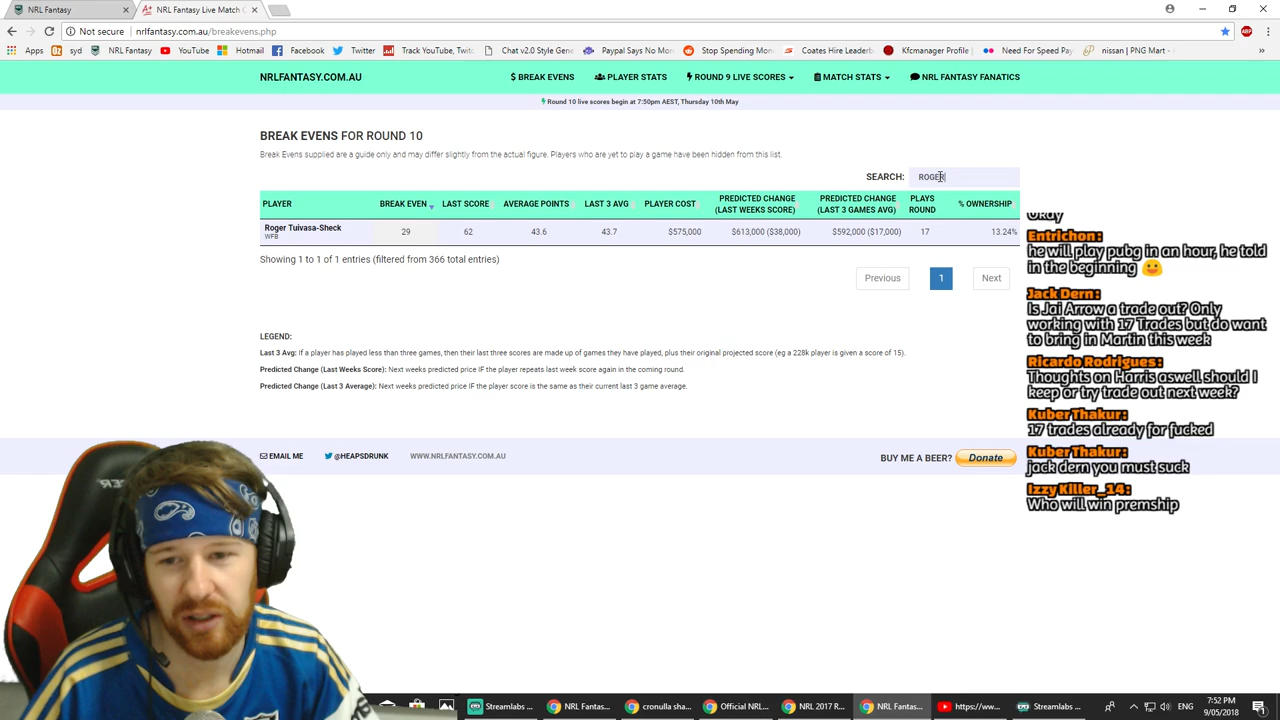 NRL Fantasy
NRL Fantasy Live Match C
Not secure | nrlfantasy.com.au/breakevens.php
Apps
syd
NRL Fantasy
YouTube
Hotmail
Facebook
Twitter
Track YouTube, Twitc
Chat v2.0 Style Gene
Paypal Says No More
Stop Spending Mon
Coates Hire Leaderb
Kfcmanager Profile |
Need For Speed Pay
nissan | PNG Mart -
NRLFANTASY.COM.AU
BREAK EVENS
PLAYER STATS
ROUND 9 LIVE SCORES
MATCH STATS
NRL FANTASY FANATICS
Round 10 live scores begin at 7:50pm AEST, Thursday 10th May
BREAK EVENS FOR ROUND 10
Break Evens supplied are a guide only and may differ slightly from the actual figure. Players who are yet to play a game have been hidden from this list.
SEARCH: ROGER
PLAYER BREAK EVEN LAST SCORE AVERAGE POINTS LAST 3 AVG PLAYER COST PREDICTED CHANGE (LAST WEEKS SCORE) PREDICTED CHANGE (LAST 3 GAMES AVG) PLAYS ROUND % OWNERSHIP
Roger Tuivasa-Sheck 29 62 43.6 43.7 $575,000 $613,000 ($38,000) $592,000 ($17,000) 17 13.24%
WFB
Showing 1 to 1 of 1 entries (filtered from 366 total entries)
Previous 1 Next
LEGEND:
Last 3 Avg: If a player has played less than three games, then their last three scores are made up of games they have played, plus their original projected score (eg a 228k player is given a score of 15).
Predicted Change (Last Weeks Score): Next weeks predicted price IF the player repeats last week score again in the coming round.
Predicted Change (Last 3 Average): Next weeks predicted price IF the player score is the same as their current last 3 game average.
EMAIL ME
@HEAPSDRUNK
WWW.NRLFANTASY.COM.AU
BUY ME A BEER? Donate
Okay
Entrichon:
he will play pubg in an hour, he told
in the beginning
Jack Dern:
Is Jai Arrow a trade out? Only
working with 17 Trades but do want
to bring in Martin this week
Ricardo Rodrigues:
Thoughts on Harris aswell should I
keep or try trade out next week?
Kuber Thakur:
17 trades already for fucked
Kuber Thakur:
jack dern you must suck
Izzy Killer_14:
Who will win premship
Streamlabs ...
NRL Fantas...
cronulla sha...
Official NRL...
NRL 2017 R...
NRL Fantas...
https://ww...
Streamlabs ...
ENG
7:52 PM
9/05/2018